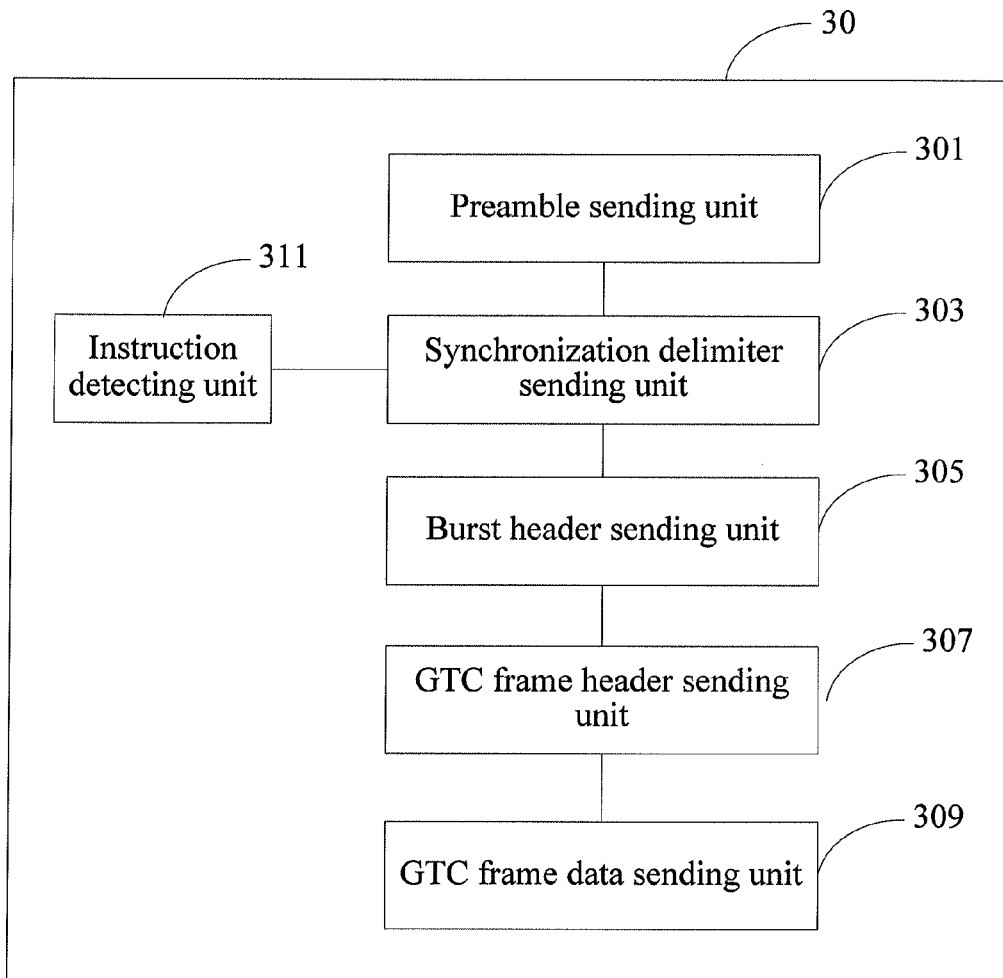 30
301
Preamble sending unit
311
303
Instruction
detecting unit
Synchronization delimiter
sending unit
305
Burst header sending unit
307
GTC frame header sending
unit
309
GTC frame data sending unit